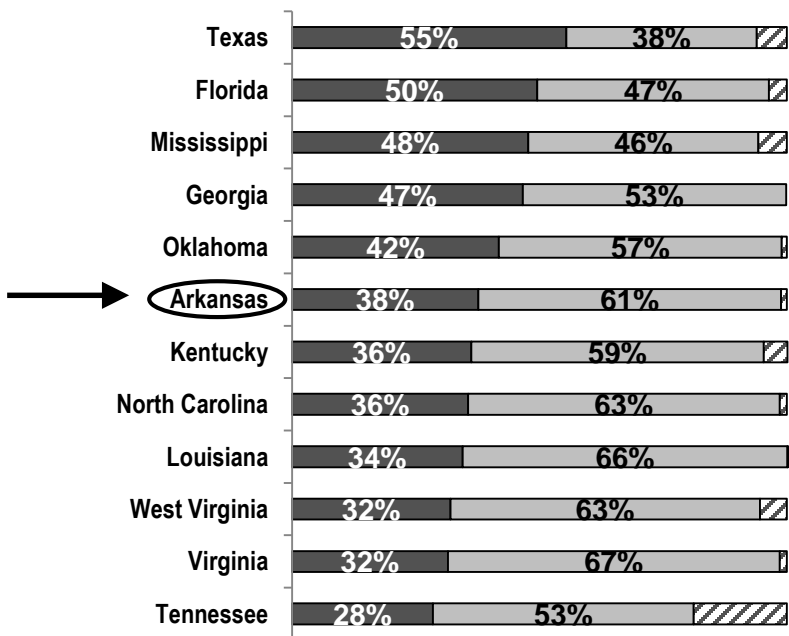 Texas 55% 38%
Florida 50% 47%
Mississippi 48% 46%
Georgia 47% 53%
Oklahoma 42% 57%
Arkansas 38% 61%
Kentucky 36% 59%
North Carolina 36% 63%
Louisiana 34% 66%
West Virginia 32% 63%
Virginia 32% 67%
Tennessee 28% 53%